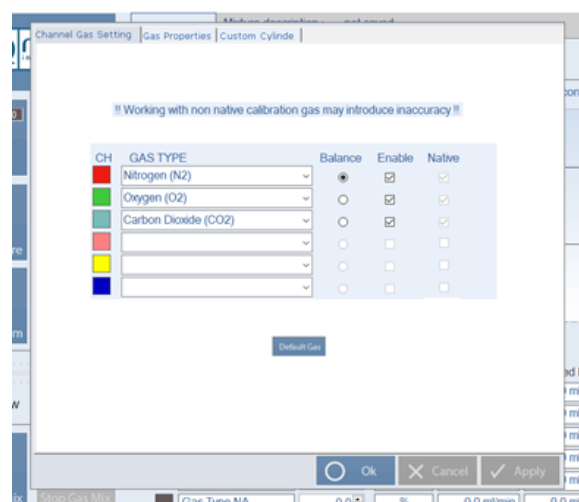 Channel Gas Setting Gas Properties Custom Cylinde
!! Working with non native calibration gas may introduce inaccuracy !!
CH GAS TYPE Balance Enable Native
Nitrogen (N2)
Oxygen (O2)
Carbon Dioxide (CO2)
Default Gas
Ok Cancel Apply
Stop Gas Mix Gas Type NA 0.0 % 0.0 ml/min